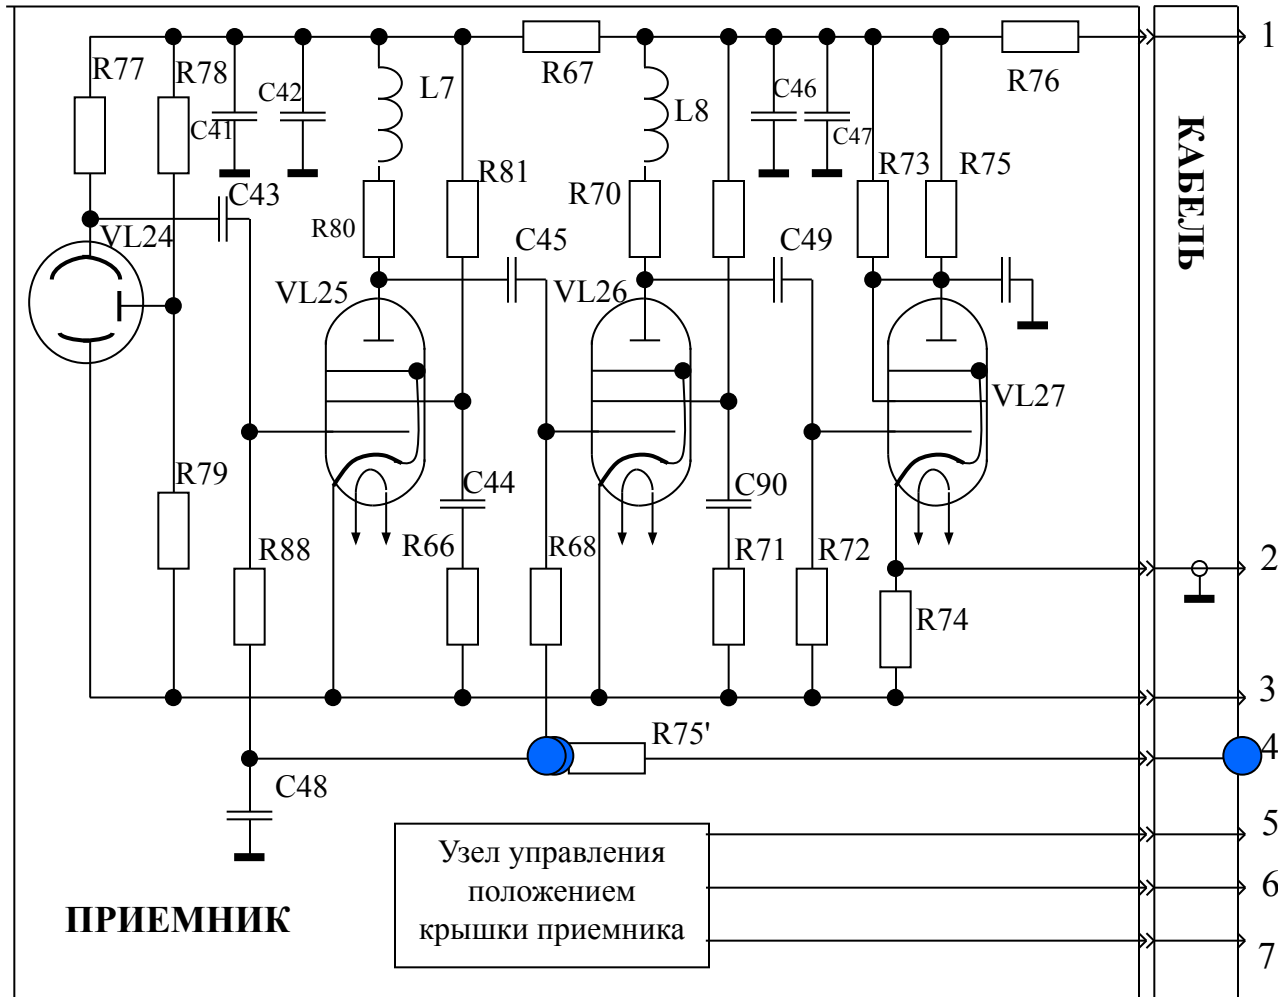 1
R77
R78
R67
R76
C42
L7
C46
L8
C41
C47
КАБЕЛЬ
R81
R73
R75
C43
R70
R80
VL24
C45
C49
VL25
VL26
VL27
R79
C44
C90
R88
R66
R68
R71
R72
2
R74
3
R75'
4
C48
5
Узел управления
положением
крышки приемника
6
ПРИЕМНИК
7